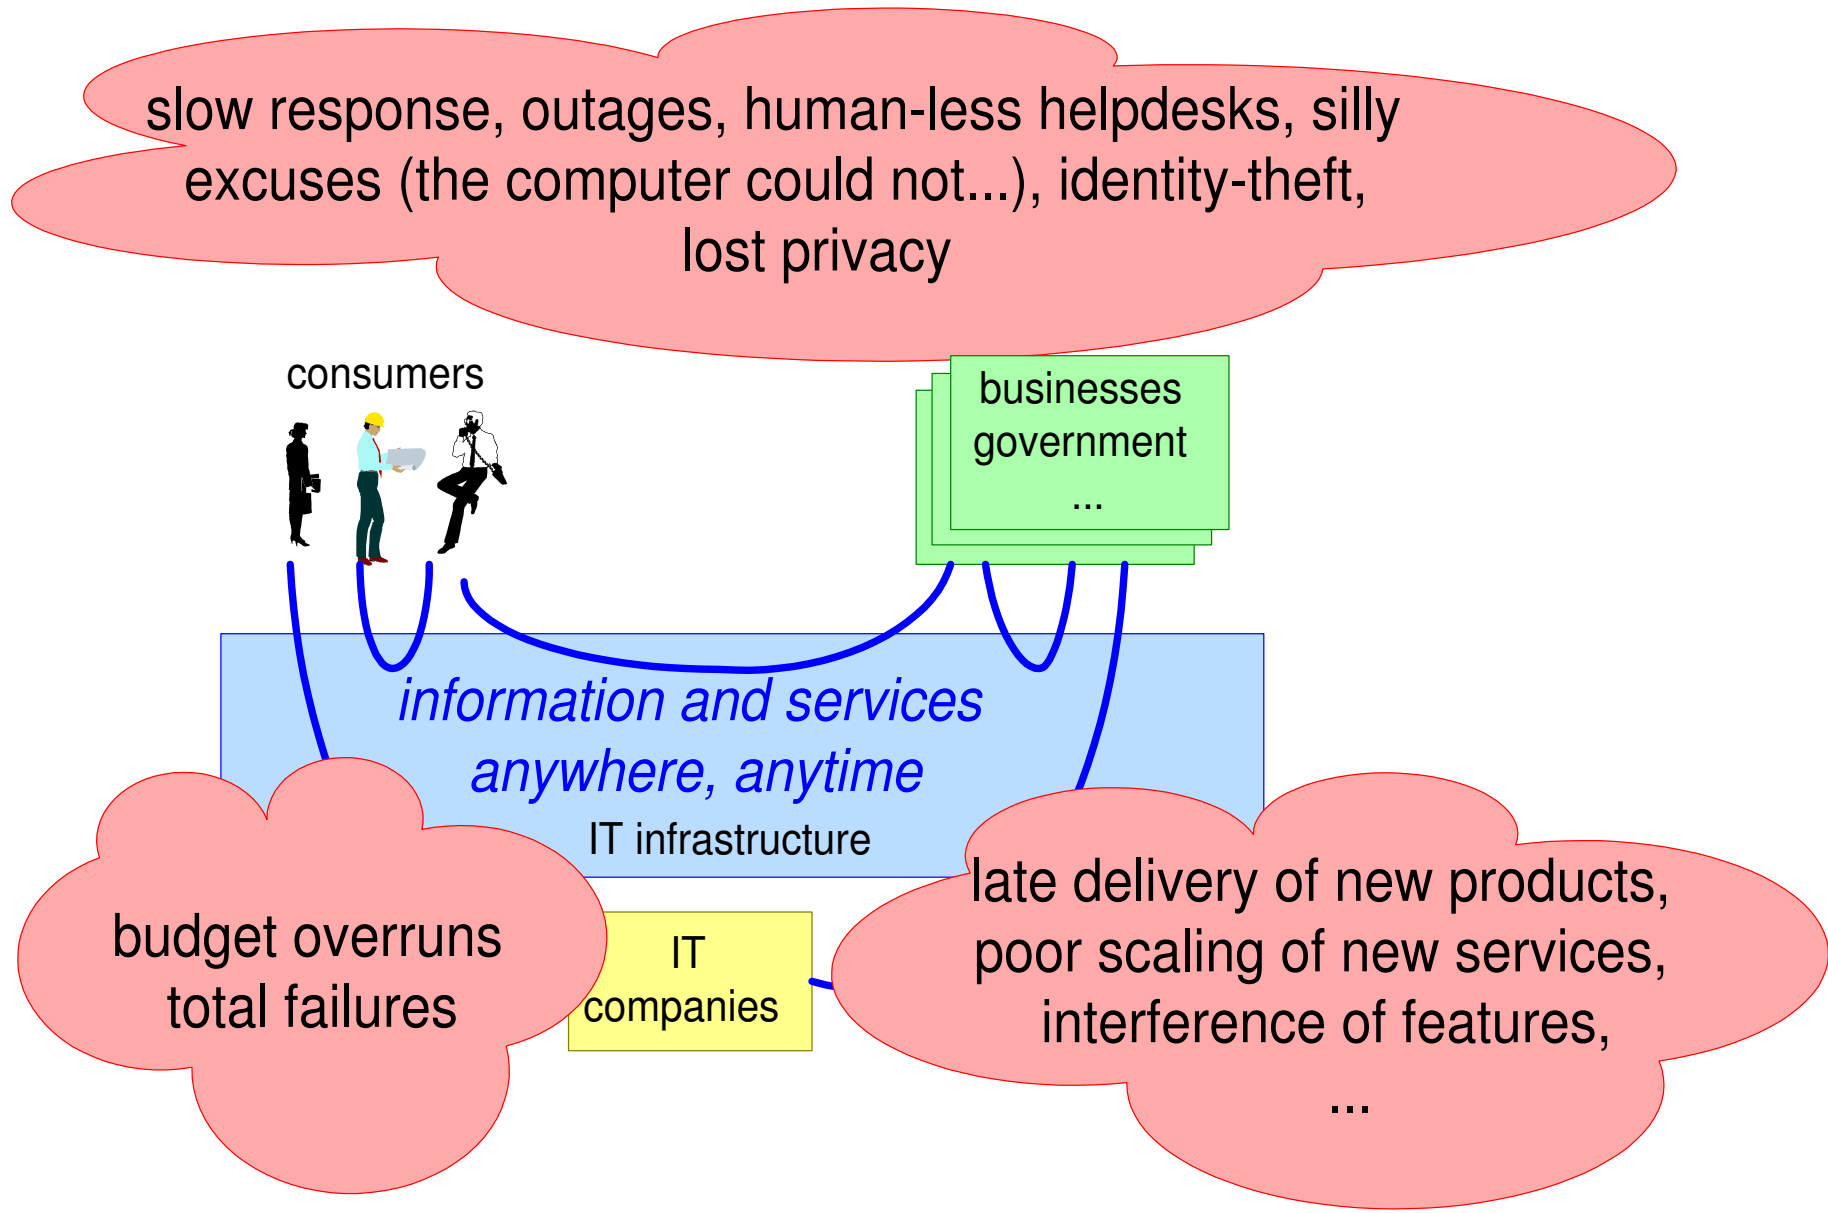 slow response, outages, human-less helpdesks, silly
excuses (the computer could not...), identity-theft,
lost privacy
consumers
businesses
government
...
information and services
anywhere, anytime
IT infrastructure
budget overruns
total failures
IT
companies
late delivery of new products,
poor scaling of new services,
interference of features,
...